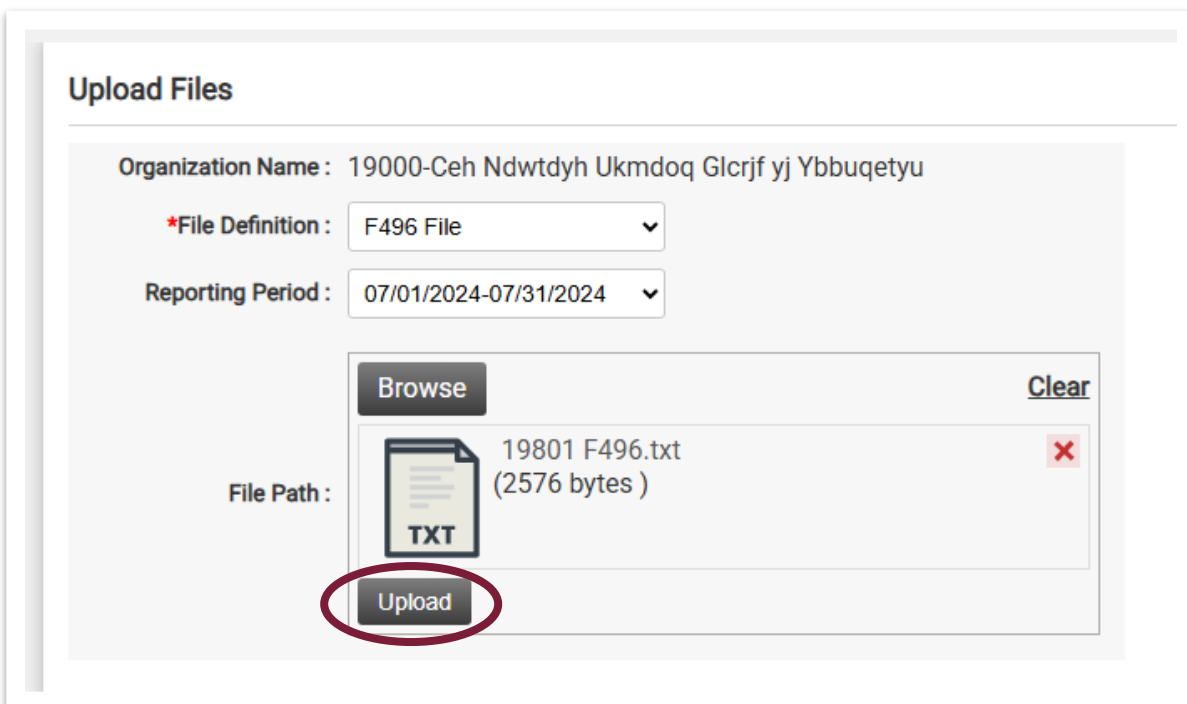 Upload Files
Organization Name : 19000-Ceh Ndwtdyh Ukmdoq Glcrjf yj Ybbuqetyu
*File Definition : F496 File
Reporting Period : 07/01/2024-07/31/2024
Browse Clear
19801 F496.txt
(2576 bytes )
File Path :
TXT
Upload